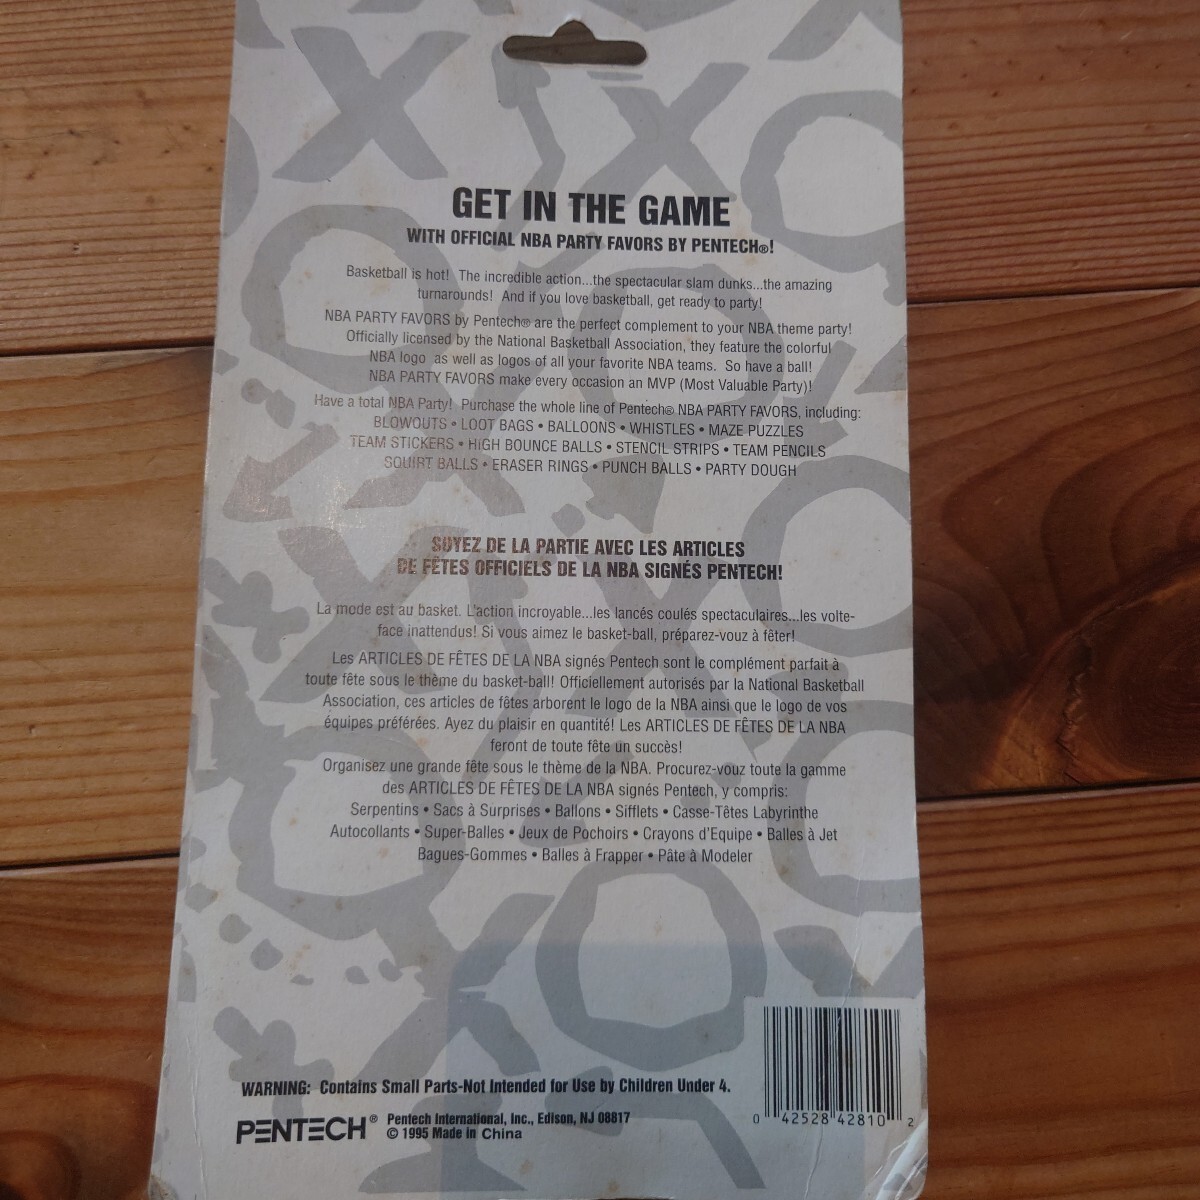 GET IN THE GAME
WITH OFFICIAL NBA PARTY FAVORS BY PENTECH®!
Basketball is hot! The incredible action...the spectacular slam dunks...the amazing
turnarounds! And if you love basketball, get ready to party!
NBA PARTY FAVORS by Pentech® are the perfect complement to your NBA theme party!
Officially licensed by the National Basketball Association, they feature the colorful
NBA logo as well as logos of all your favorite NBA teams. So have a ball!
NBA PARTY FAVORS make every occasion an MVP (Most Valuable Party)!
Have a total NBA Party! Purchase the whole line of Pentech® NBA PARTY FAVORS, including:
BLOWOUTS • LOOT BAGS • BALLOONS • WHISTLES • MAZE PUZZLES
TEAM STICKERS • HIGH BOUNCE BALLS • STENCIL STRIPS • TEAM PENCILS
SQUIRT BALLS • ERASER RINGS • PUNCH BALLS • PARTY DOUGH
SOYEZ DE LA PARTIE AVEC LES ARTICLES
DE FÊTES OFFICIELS DE LA NBA SIGNÉS PENTECH!
La mode est au basket. L'action incroyable...les lancés coulés spectaculaires...les volte-
face inattendus! Si vous aimez le basket-ball, préparez-vouz à fêter!
Les ARTICLES DE FÊTES DE LA NBA signés Pentech sont le complément parfait à
toute fête sous le thème du basket-ball! Officiellement autorisés par la National Basketball
Association, ces articles de fêtes arborent le logo de la NBA ainsi que le logo de vos
équipes préférées. Ayez du plaisir en quantité! Les ARTICLES DE FÊTES DE LA NBA
feront de toute fête un succès!
Organisez une grande fête sous le thème de la NBA. Procurez-vouz toute la gamme
des ARTICLES DE FÊTES DE LA NBA signés Pentech, y compris:
Serpentins • Sacs à Surprises • Ballons • Sifflets • Casse-Têtes Labyrinthe
Autocollants • Super-Balles • Jeux de Pochoirs • Crayons d'Equipe • Balles à Jet
Bagues-Gommes • Balles à Frapper • Pâte à Modeler
WARNING: Contains Small Parts-Not Intended for Use by Children Under 4.
PENTECH® Pentech International, Inc., Edison, NJ 08817
© 1995 Made in China
0 42528 42810 2